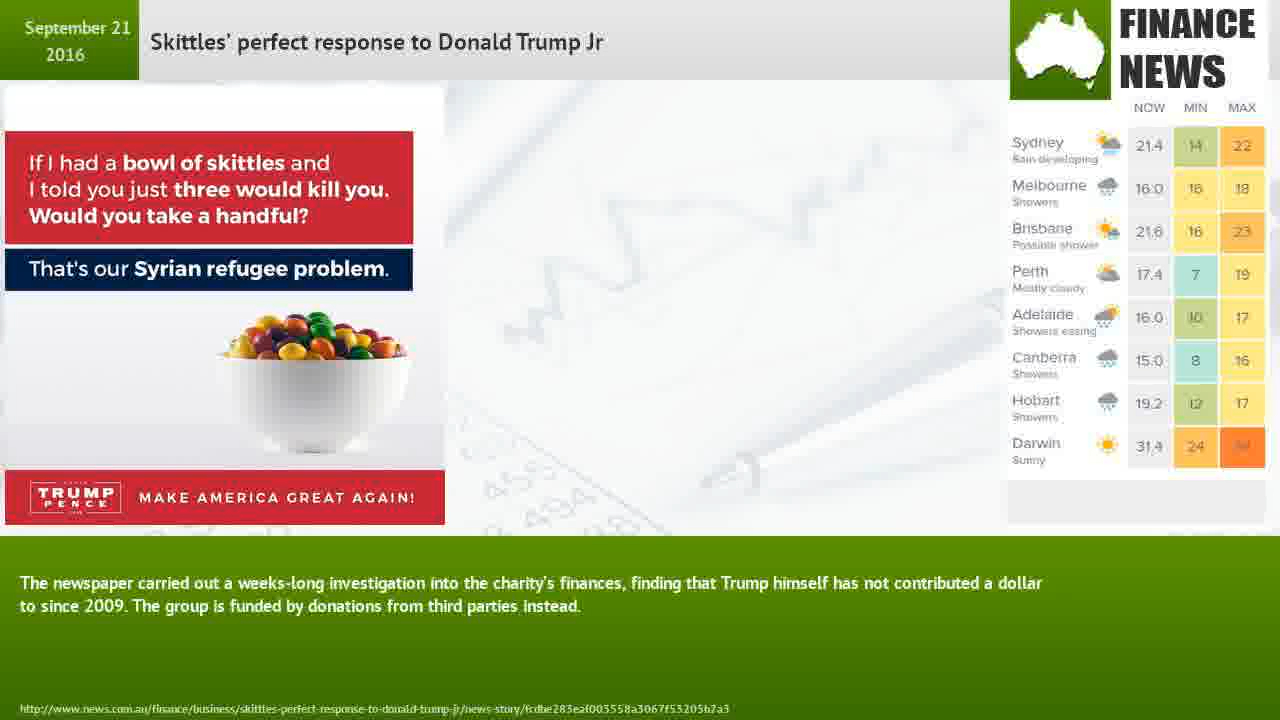 September 21
2016
Skittles' perfect response to Donald Trump Jr
FINANCE
NEWS
If I had a bowl of skittles and
I told you just three would kill you.
Would you take a handful?
That's our Syrian refugee problem.
TRUMP
PENCE
MAKE AMERICA GREAT AGAIN!
NOW MIN MAX
Sydney 21.4 14 22
Rain developing
Melbourne 16.0 16 18
Showers
Brisbane 21.6 16 23
Possible shower
Perth 17.4 7 19
Mostly cloudy
Adelaide 16.0 10 17
Showers easing
Canberra 15.0 8 16
Showers
Hobart 19.2 12 17
Showers
Darwin 31.4 24
Sunny
The newspaper carried out a weeks-long investigation into the charity's finances, finding that Trump himself has not contributed a dollar
to since 2009. The group is funded by donations from third parties instead.
http://www.news.com.au/finance/business/skittles-perfect-response-to-donald-trump-jr/news-story/fcdbe283eaf003558a3067f53205b7a3